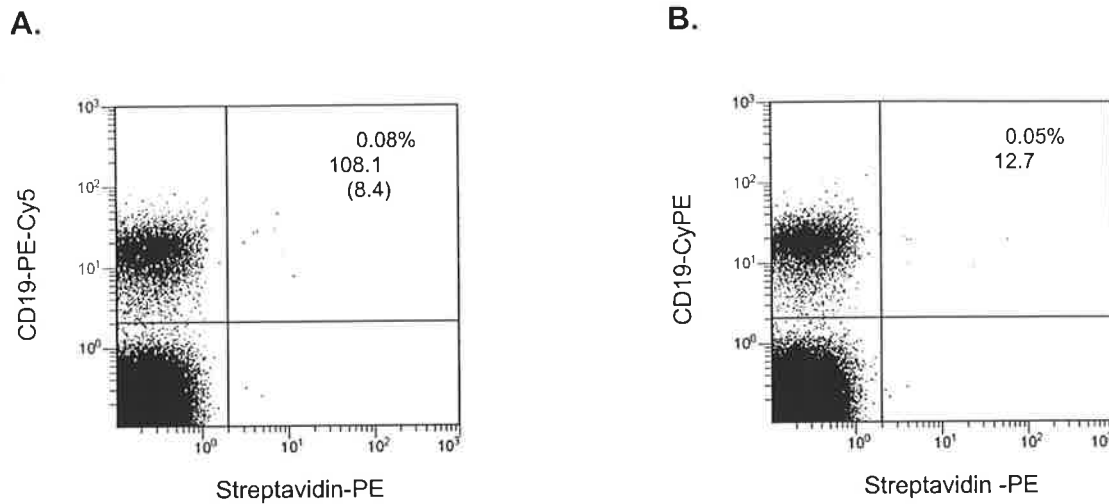 A.
CD19-PE-Cy5
10³
10²
10¹
10⁰
0.08%
108.1
(8.4)
10⁰ 10¹ 10² 10³
Streptavidin-PE
B.
CD19-CyPE
10³
10²
10¹
10⁰
0.05%
12.7
10⁰ 10¹ 10²
Streptavidin -PE